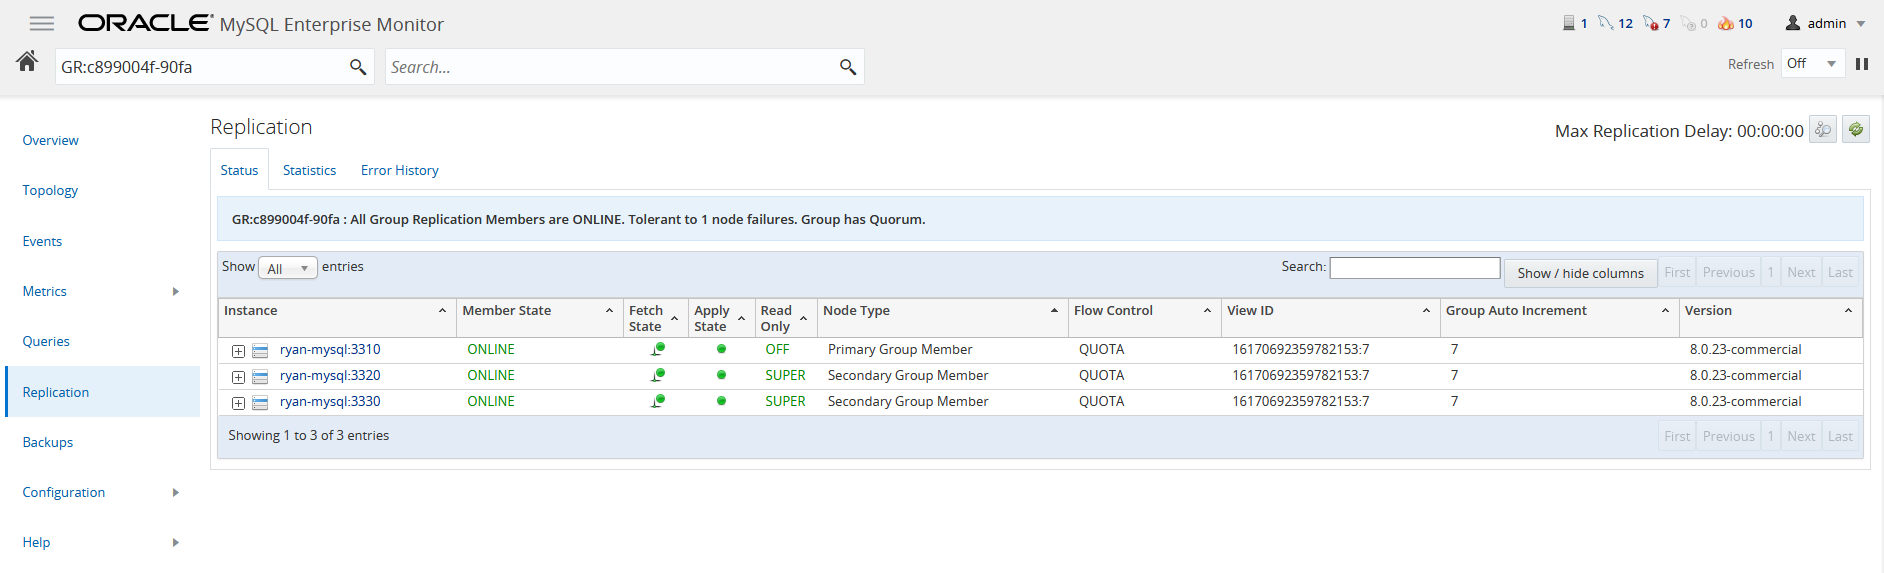 ORACLE® MySQL Enterprise Monitor
1 12 7 0 10 admin
GR:c899004f-90fa Search... Refresh Off
Overview
Topology
Events
Metrics
Queries
Replication
Backups
Configuration
Help
Replication
Max Replication Delay: 00:00:00
Status Statistics Error History
GR:c899004f-90fa : All Group Replication Members are ONLINE. Tolerant to 1 node failures. Group has Quorum.
Show All entries Search: Show / hide columns First Previous 1 Next Last
Instance Member State Fetch State Apply State Read Only Node Type Flow Control View ID Group Auto Increment Version
ryan-mysql:3310 ONLINE OFF Primary Group Member QUOTA 16170692359782153:7 7 8.0.23-commercial
ryan-mysql:3320 ONLINE SUPER Secondary Group Member QUOTA 16170692359782153:7 7 8.0.23-commercial
ryan-mysql:3330 ONLINE SUPER Secondary Group Member QUOTA 16170692359782153:7 7 8.0.23-commercial
Showing 1 to 3 of 3 entries First Previous 1 Next Last